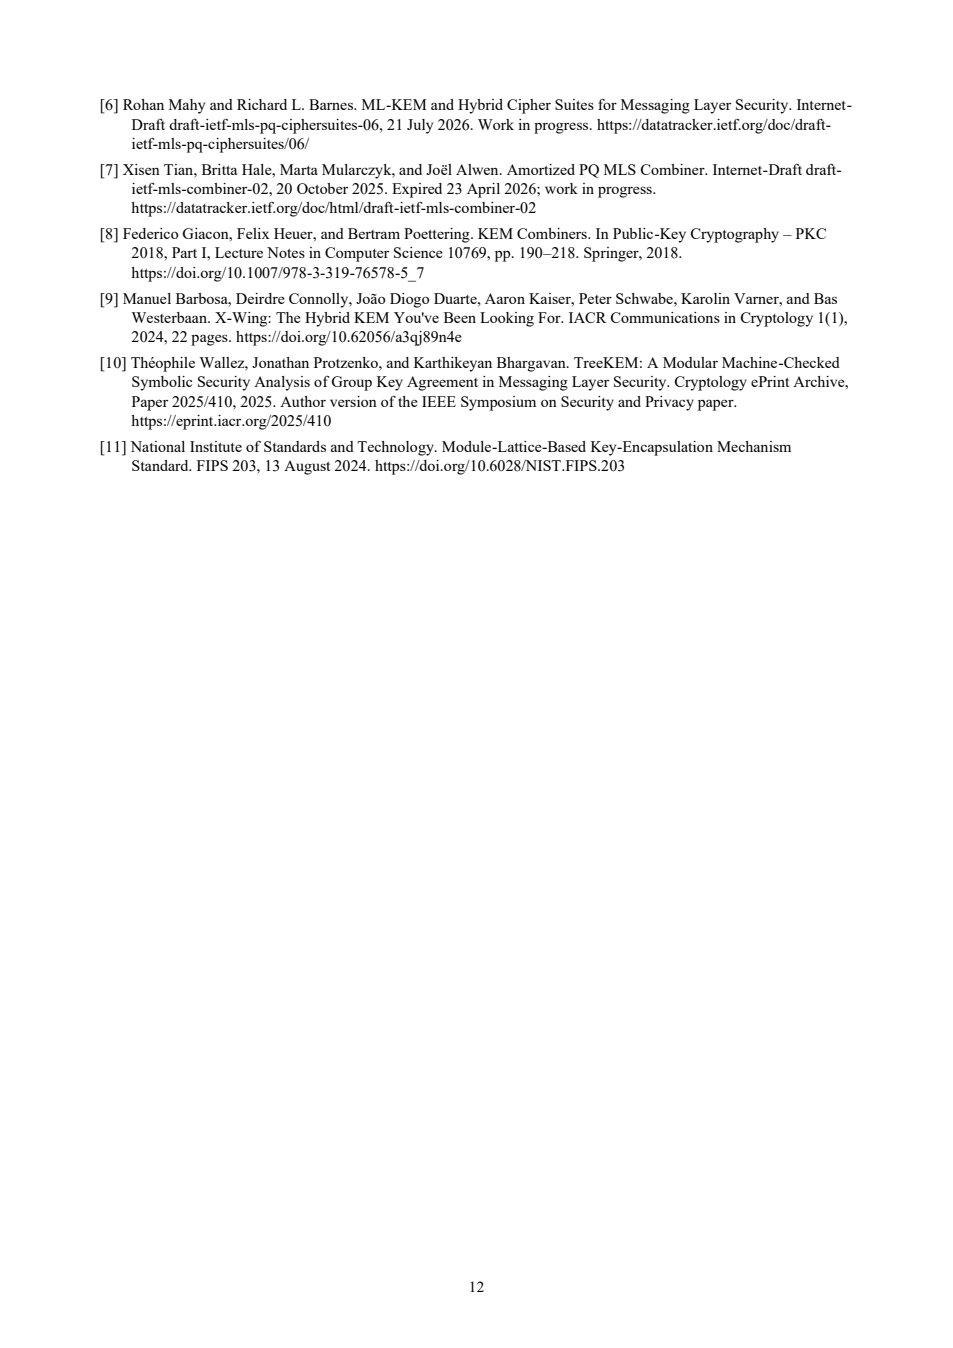 [6] Rohan Mahy and Richard L. Barnes. ML-KEM and Hybrid Cipher Suites for Messaging Layer Security. Internet-
Draft draft-ietf-mls-pq-ciphersuites-06, 21 July 2026. Work in progress. https://datatracker.ietf.org/doc/draft-
ietf-mls-pq-ciphersuites/06/
[7] Xisen Tian, Britta Hale, Marta Mularczyk, and Joël Alwen. Amortized PQ MLS Combiner. Internet-Draft draft-
ietf-mls-combiner-02, 20 October 2025. Expired 23 April 2026; work in progress.
https://datatracker.ietf.org/doc/html/draft-ietf-mls-combiner-02
[8] Federico Giacon, Felix Heuer, and Bertram Poettering. KEM Combiners. In Public-Key Cryptography – PKC
2018, Part I, Lecture Notes in Computer Science 10769, pp. 190–218. Springer, 2018.
https://doi.org/10.1007/978-3-319-76578-5_7
[9] Manuel Barbosa, Deirdre Connolly, João Diogo Duarte, Aaron Kaiser, Peter Schwabe, Karolin Varner, and Bas
Westerbaan. X-Wing: The Hybrid KEM You've Been Looking For. IACR Communications in Cryptology 1(1),
2024, 22 pages. https://doi.org/10.62056/a3qj89n4e
[10] Théophile Wallez, Jonathan Protzenko, and Karthikeyan Bhargavan. TreeKEM: A Modular Machine-Checked
Symbolic Security Analysis of Group Key Agreement in Messaging Layer Security. Cryptology ePrint Archive,
Paper 2025/410, 2025. Author version of the IEEE Symposium on Security and Privacy paper.
https://eprint.iacr.org/2025/410
[11] National Institute of Standards and Technology. Module-Lattice-Based Key-Encapsulation Mechanism
Standard. FIPS 203, 13 August 2024. https://doi.org/10.6028/NIST.FIPS.203
12